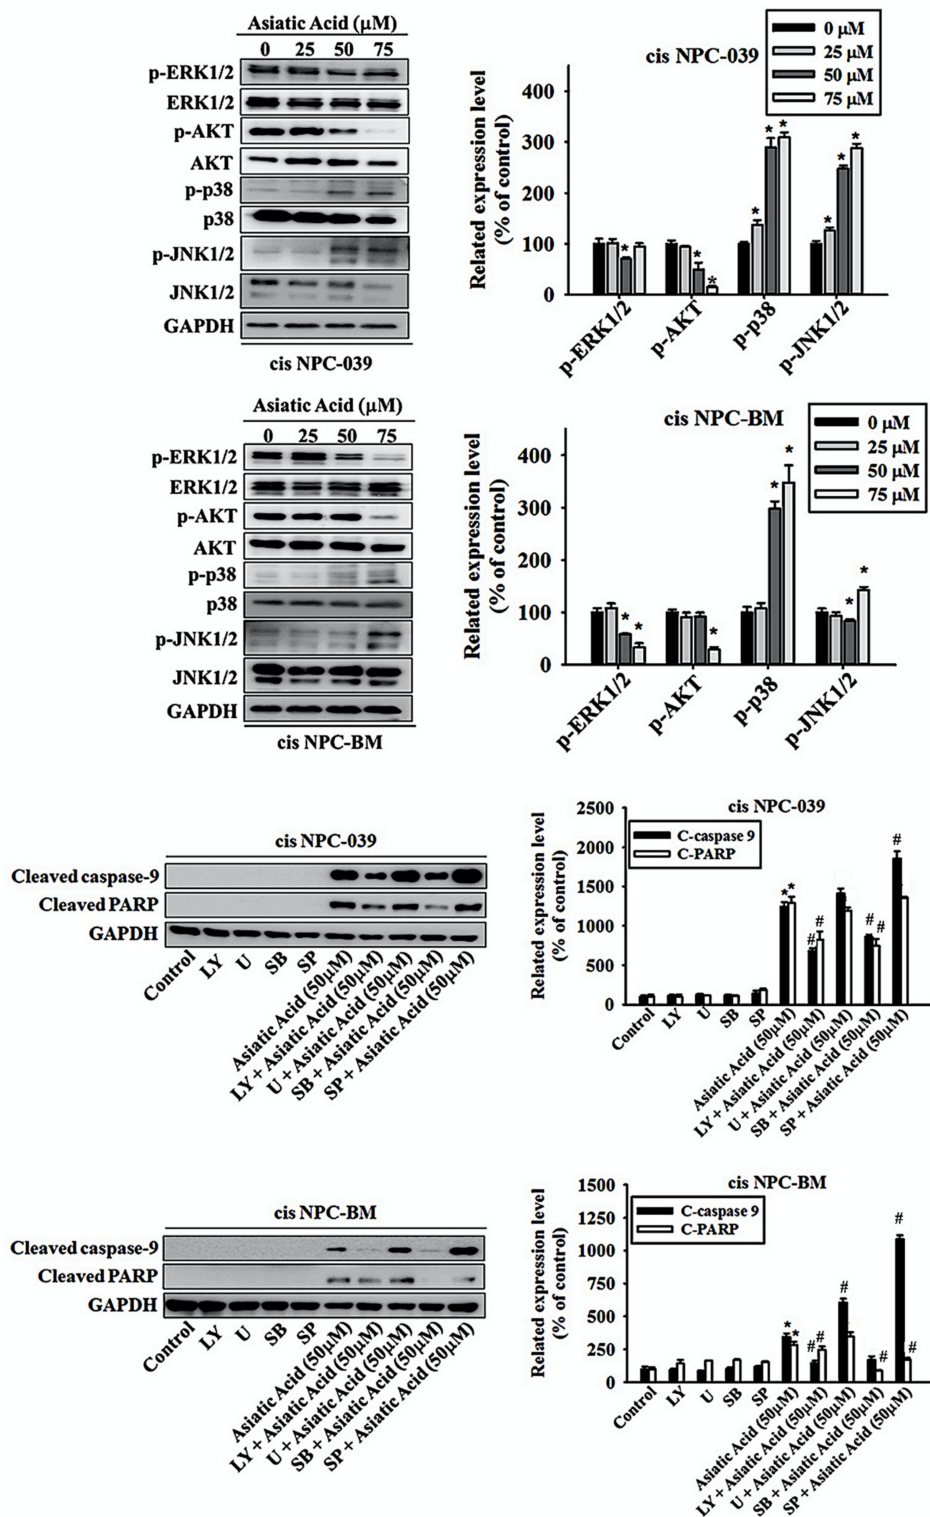 Asiatic Acid (μM)
0 25 50 75
p-ERK1/2
ERK1/2
p-AKT
AKT
p-p38
p38
p-JNK1/2
JNK1/2
GAPDH
cis NPC-039
cis NPC-039
0 μM
25 μM
50 μM
75 μM
Related expression level
(% of control)
400
300
200
100
0
* * * * * * * * *
p-ERK1/2 p-AKT p-p38 p-JNK1/2
Asiatic Acid (μM)
0 25 50 75
p-ERK1/2
ERK1/2
p-AKT
AKT
p-p38
p38
p-JNK1/2
JNK1/2
GAPDH
cis NPC-BM
cis NPC-BM
0 μM
25 μM
50 μM
75 μM
Related expression level
(% of control)
400
300
200
100
0
* * * * * * *
p-ERK1/2 p-AKT p-p38 p-JNK1/2
cis NPC-039
Cleaved caspase-9
Cleaved PARP
GAPDH
Control
LY
U
SB
SP
Asiatic Acid (50μM)
LY + Asiatic Acid (50μM)
U + Asiatic Acid (50μM)
SB + Asiatic Acid (50μM)
SP + Asiatic Acid (50μM)
cis NPC-039
C-caspase 9
C-PARP
Related expression level
(% of control)
2500
2000
1500
1000
500
0
* * # # # # #
Control
LY
U
SB
SP
Asiatic Acid (50μM)
LY + Asiatic Acid (50μM)
U + Asiatic Acid (50μM)
SB + Asiatic Acid (50μM)
SP + Asiatic Acid (50μM)
cis NPC-BM
Cleaved caspase-9
Cleaved PARP
GAPDH
Control
LY
U
SB
SP
Asiatic Acid (50μM)
LY + Asiatic Acid (50μM)
U + Asiatic Acid (50μM)
SB + Asiatic Acid (50μM)
SP + Asiatic Acid (50μM)
cis NPC-BM
C-caspase 9
C-PARP
Related expression level
(% of control)
1500
1250
1000
750
500
250
0
* * # # # # # #
Control
LY
U
SB
SP
Asiatic Acid (50μM)
LY + Asiatic Acid (50μM)
U + Asiatic Acid (50μM)
SB + Asiatic Acid (50μM)
SP + Asiatic Acid (50μM)